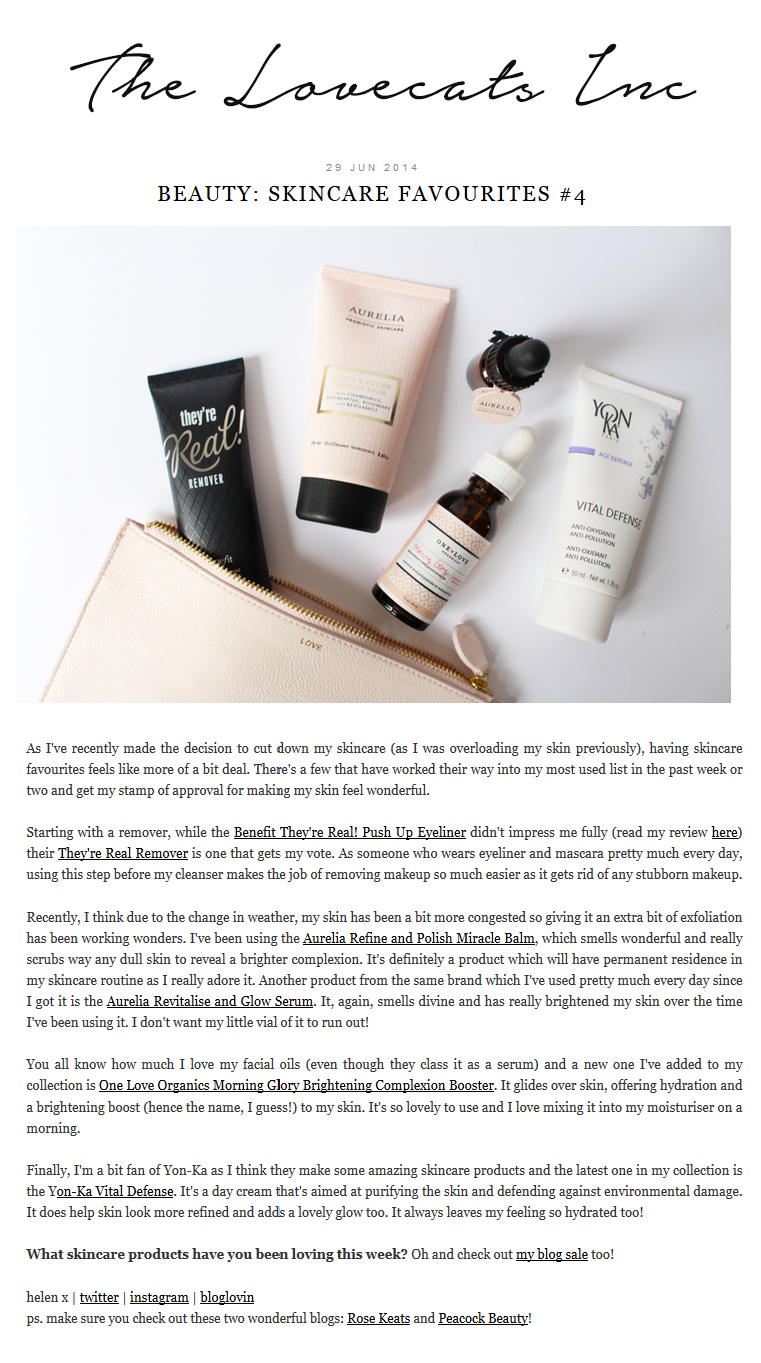 The Lovecats Inc
29 JUN 2014
BEAUTY: SKINCARE FAVOURITES #4
AURELIA
PROBIOTIC SKINCARE
they're
Real!
REMOVER
& POLISH
MIRACLE BALM
WITH CHAMOMILE,
EUCALYPTUS, ROSEMARY
AND BERGAMOT
AURELIA
YON
KA
PARIS
AGE DEFENSE
VITAL DEFENSE
ANTI-OXYDANTE
ANTI-POLLUTION
ANTI-OXIDANT
ANTI-POLLUTION
50 ml - Net wt. 1.76 oz
ONE LOVE
Morning Glory
LOVE
As I've recently made the decision to cut down my skincare (as I was overloading my skin previously), having skincare
favourites feels like more of a bit deal. There's a few that have worked their way into my most used list in the past week or
two and get my stamp of approval for making my skin feel wonderful.
Starting with a remover, while the Benefit They're Real! Push Up Eyeliner didn't impress me fully (read my review here)
their They're Real Remover is one that gets my vote. As someone who wears eyeliner and mascara pretty much every day,
using this step before my cleanser makes the job of removing makeup so much easier as it gets rid of any stubborn makeup.
Recently, I think due to the change in weather, my skin has been a bit more congested so giving it an extra bit of exfoliation
has been working wonders. I've been using the Aurelia Refine and Polish Miracle Balm, which smells wonderful and really
scrubs way any dull skin to reveal a brighter complexion. It's definitely a product which will have permanent residence in
my skincare routine as I really adore it. Another product from the same brand which I've used pretty much every day since
I got it is the Aurelia Revitalise and Glow Serum. It, again, smells divine and has really brightened my skin over the time
I've been using it. I don't want my little vial of it to run out!
You all know how much I love my facial oils (even though they class it as a serum) and a new one I've added to my
collection is One Love Organics Morning Glory Brightening Complexion Booster. It glides over skin, offering hydration and
a brightening boost (hence the name, I guess!) to my skin. It's so lovely to use and I love mixing it into my moisturiser on a
morning.
Finally, I'm a bit fan of Yon-Ka as I think they make some amazing skincare products and the latest one in my collection is
the Yon-Ka Vital Defense. It's a day cream that's aimed at purifying the skin and defending against environmental damage.
It does help skin look more refined and adds a lovely glow too. It always leaves my feeling so hydrated too!
What skincare products have you been loving this week? Oh and check out my blog sale too!
helen x | twitter | instagram | bloglovin
ps. make sure you check out these two wonderful blogs: Rose Keats and Peacock Beauty!